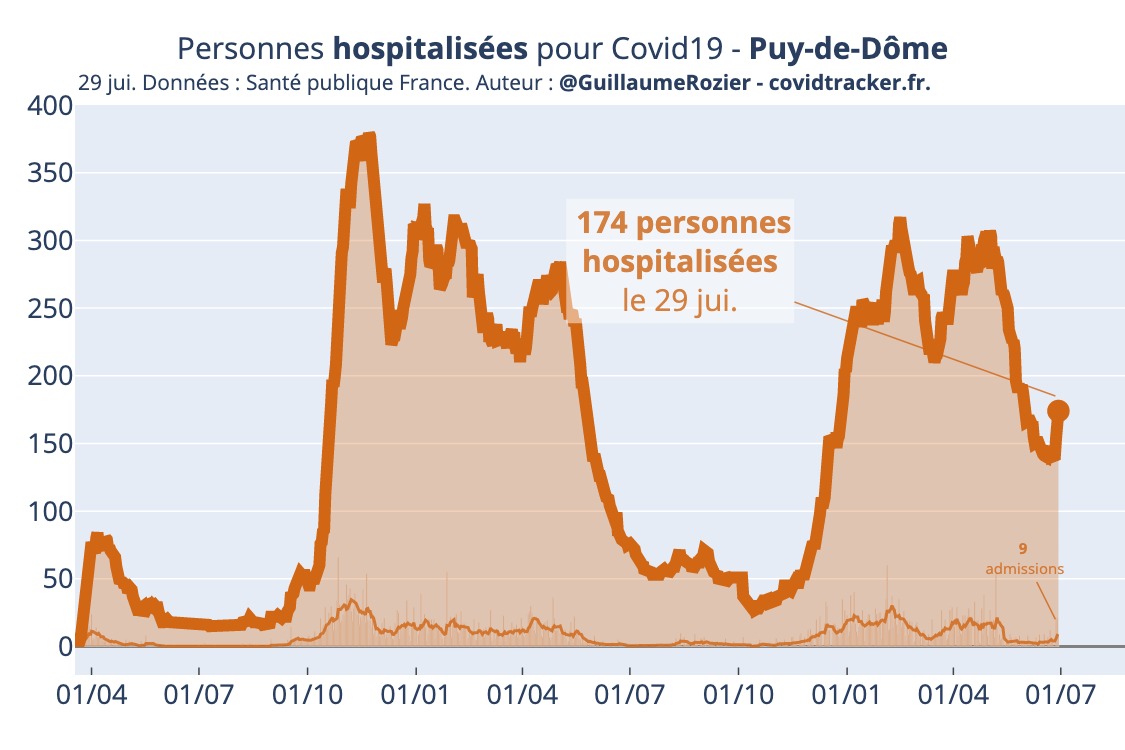 Personnes hospitalisées pour Covid19 - Puy-de-Dôme
29 jui. Données : Santé publique France. Auteur : @GuillaumeRozier - covidtracker.fr.
400
350
300
250
200
150
100
50
0
174 personnes
hospitalisées
le 29 jui.
9
admissions
01/04 01/07 01/10 01/01 01/04 01/07 01/10 01/01 01/04 01/07